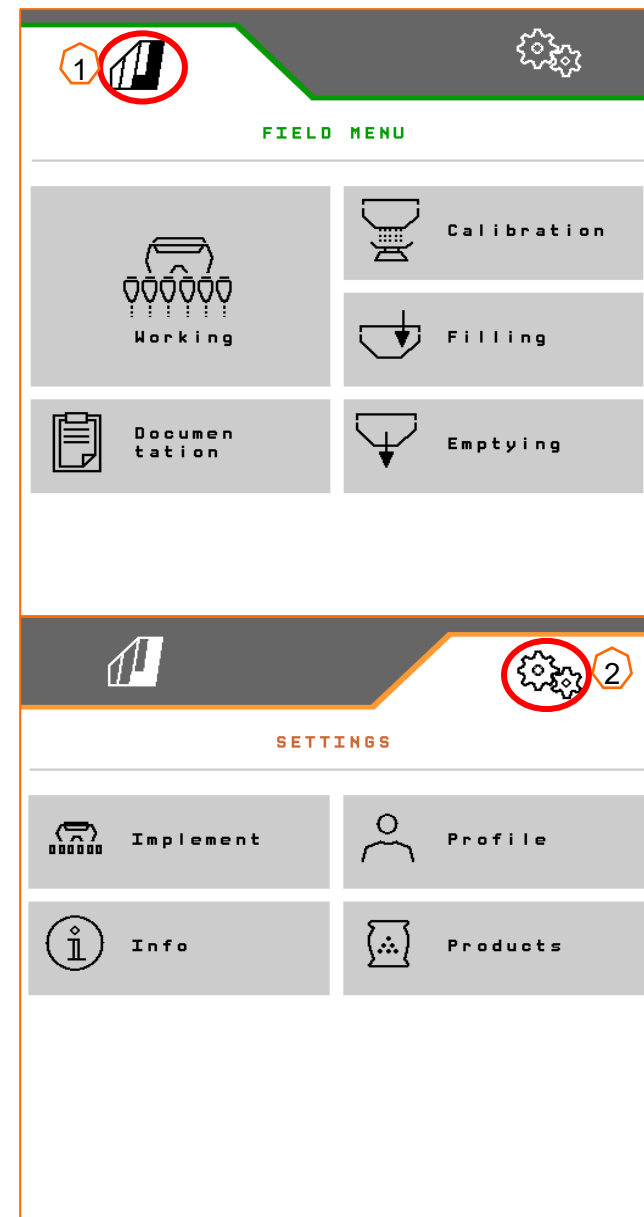 1
FIELD MENU
Working
Calibration
Filling
Documen
tation
Emptying
2
SETTINGS
Implement
Profile
Info
Products